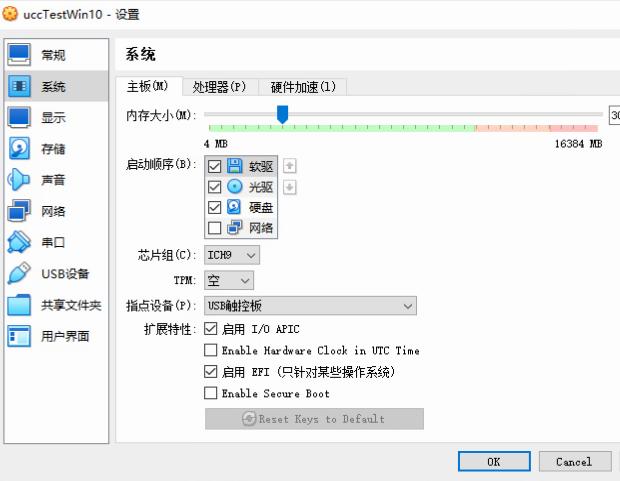 uccTestWin10 - 设置
常规
系统
显示
存储
声音
网络
串口
USB设备
共享文件夹
用户界面
系统
主板(M) 处理器(P) 硬件加速(l)
内存大小(M):
4 MB 16384 MB
启动顺序(B): 软驱
光驱
硬盘
网络
芯片组(C): ICH9
TPM: 空
指点设备(P): USB触控板
扩展特性: 启用 I/O APIC
Enable Hardware Clock in UTC Time
启用 EFI (只针对某些操作系统)
Enable Secure Boot
Reset Keys to Default
OK Cancel